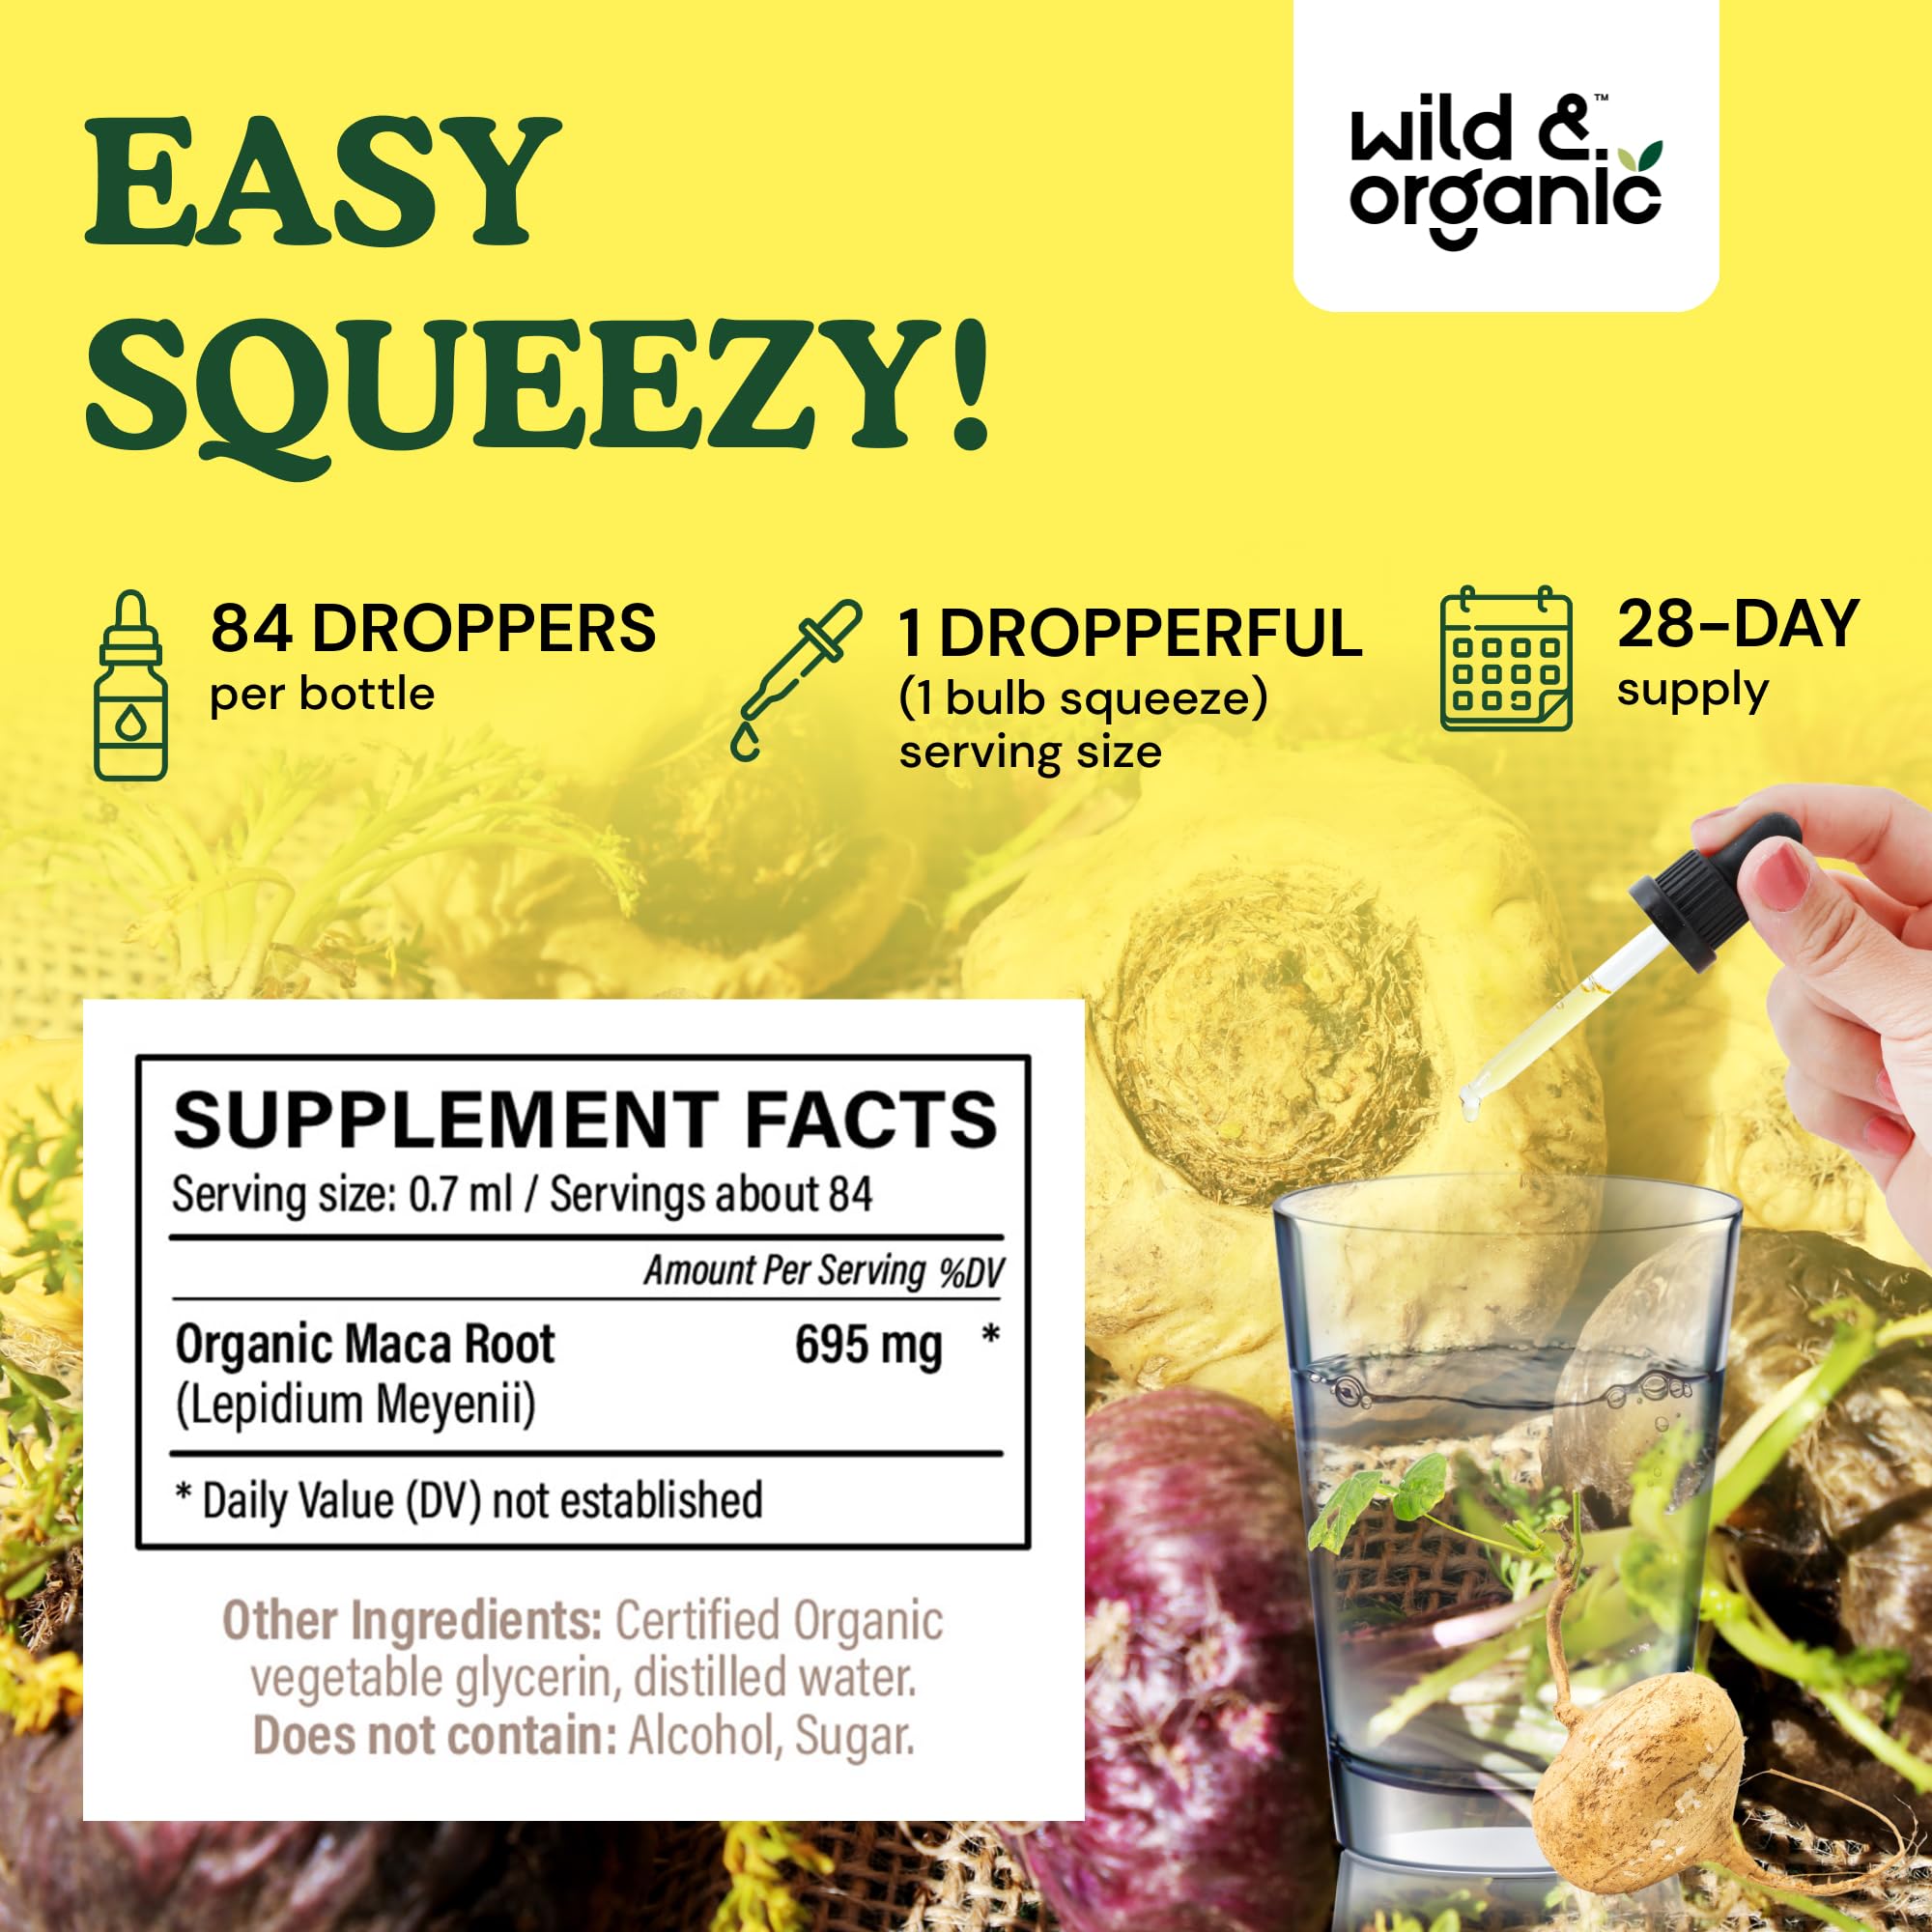 EASY
SQUEEZY!
wild &™
organic
84 DROPPERS
per bottle
1 DROPPERFUL
(1 bulb squeeze)
serving size
28-DAY
supply
SUPPLEMENT FACTS
Serving size: 0.7 ml / Servings about 84
Amount Per Serving %DV
Organic Maca Root 695 mg *
(Lepidium Meyenii)
* Daily Value (DV) not established
Other Ingredients: Certified Organic
vegetable glycerin, distilled water.
Does not contain: Alcohol, Sugar.